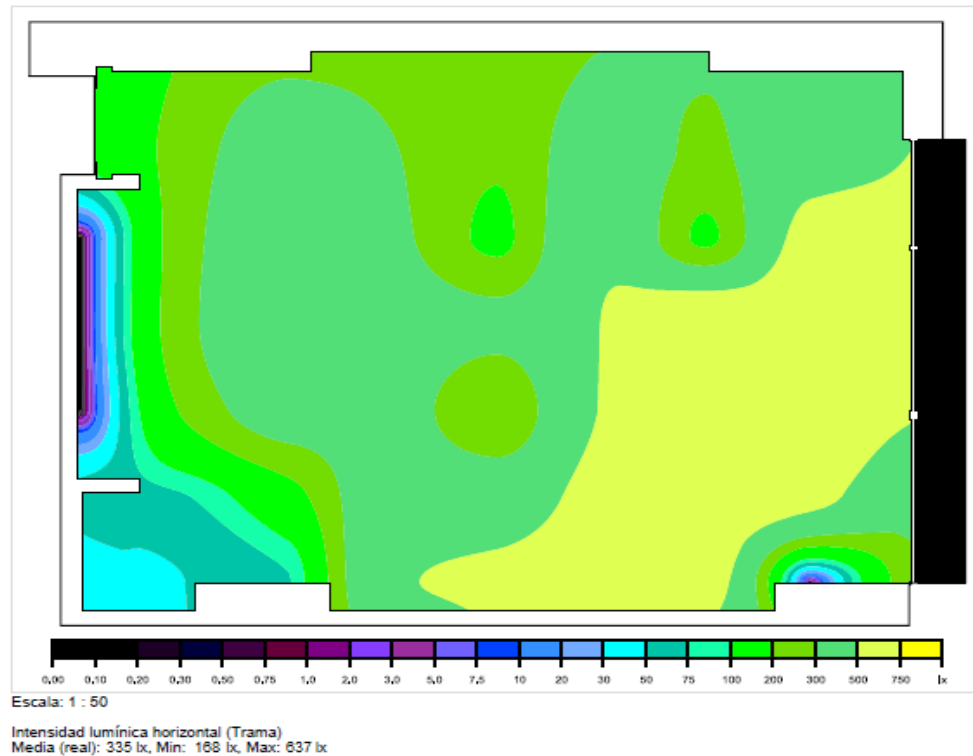 0,00 0,10 0,20 0,30 0,50 0,75 1,0 2,0 3,0 5,0 7,5 10 20 30 50 75 100 200 300 500 750 lx
Escala: 1 : 50
Intensidad lumínica horizontal (Trama)
Media (real): 335 lx, Min: 168 lx, Max: 637 lx